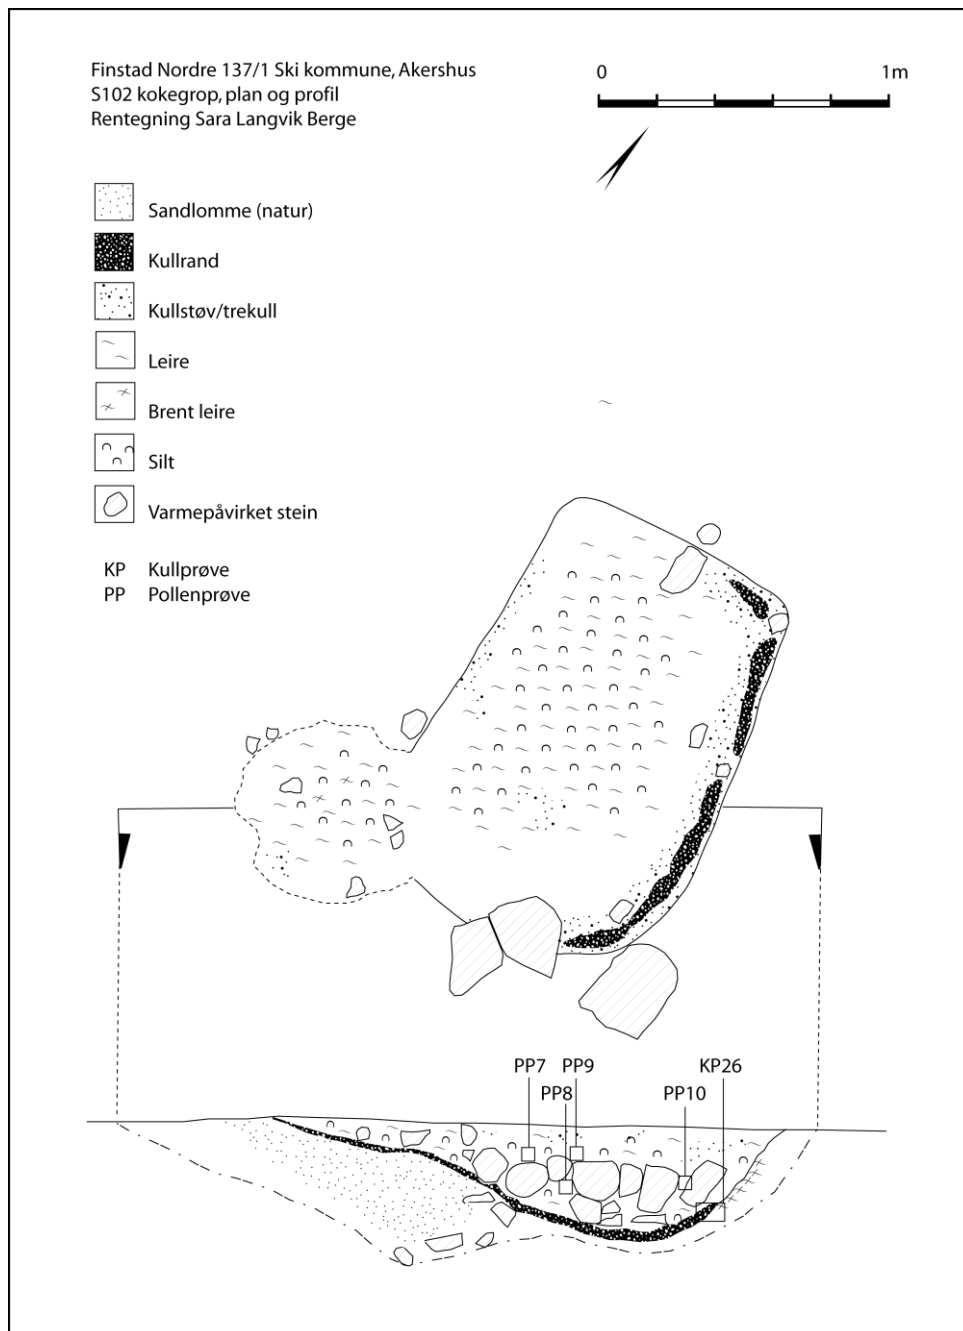 Finstad Nordre 137/1 Ski kommune, Akershus
S102 kokegrop, plan og profil
Rentegning Sara Langvik Berge
0 1m
Sandlomme (natur)
Kullrand
Kullstøv/trekull
Leire
Brent leire
Silt
Varmepåvirket stein
KP Kullprøve
PP Pollenprøve
PP7 PP9 KP26
PP8 PP10